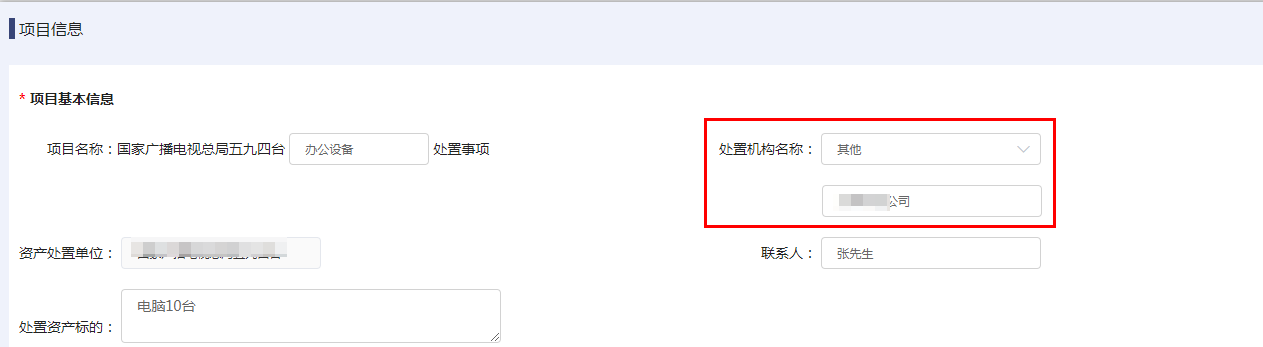 项目信息
* 项目基本信息
项目名称：国家广播电视总局五九四台 办公设备 处置事项
处置机构名称： 其他
公司
资产处置单位：
联系人： 张先生
处置资产标的： 电脑10台